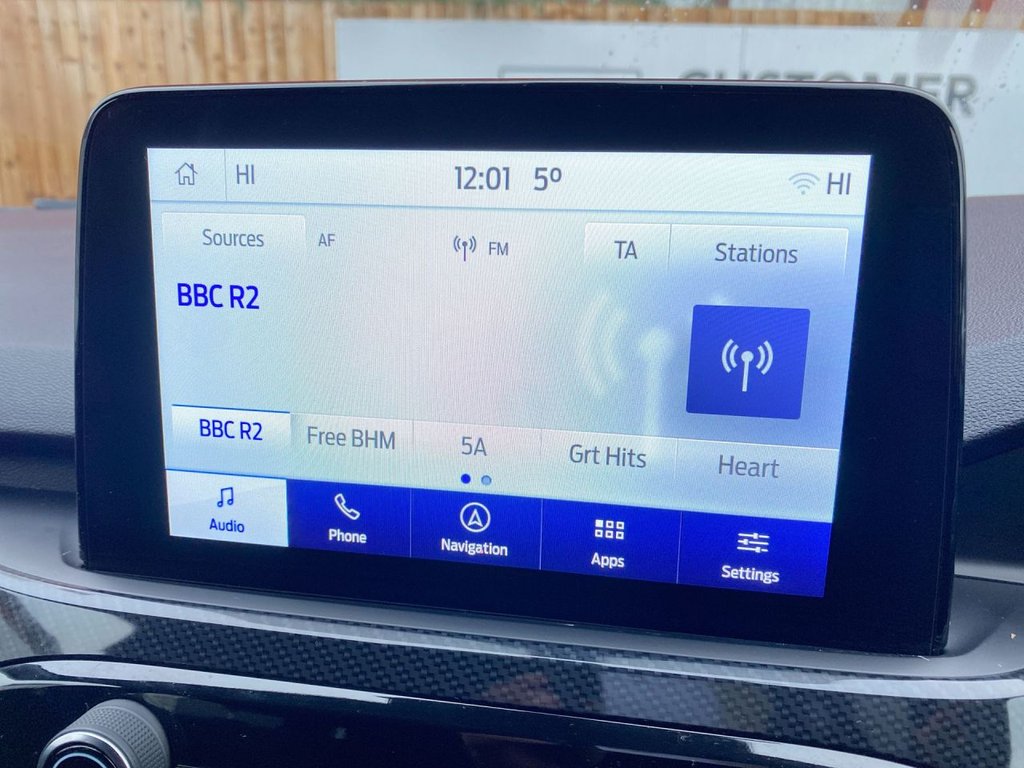 CUSTOMER
HI 12:01 5º HI
Sources AF FM TA Stations
BBC R2
BBC R2 Free BHM 5A Grt Hits Heart
Audio Phone Navigation Apps Settings